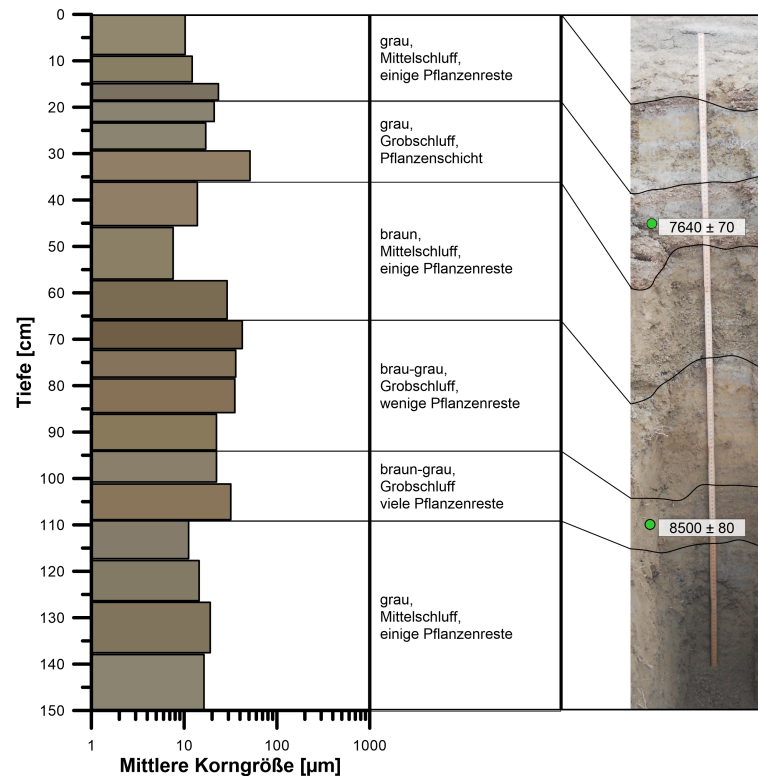 0
10
20
30
40
50
60
70
80
90
100
110
120
130
140
150
Tiefe [cm]
1
10
100
1000
Mittlere Korngröße [µm]
grau,
Mittelschluff,
einige Pflanzenreste
grau,
Grobschluff,
Pflanzenschicht
braun,
Mittelschluff,
einige Pflanzenreste
brau-grau,
Grobschluff,
wenige Pflanzenreste
braun-grau,
Grobschluff
viele Pflanzenreste
grau,
Mittelschluff,
einige Pflanzenreste
7640 ± 70
8500 ± 80